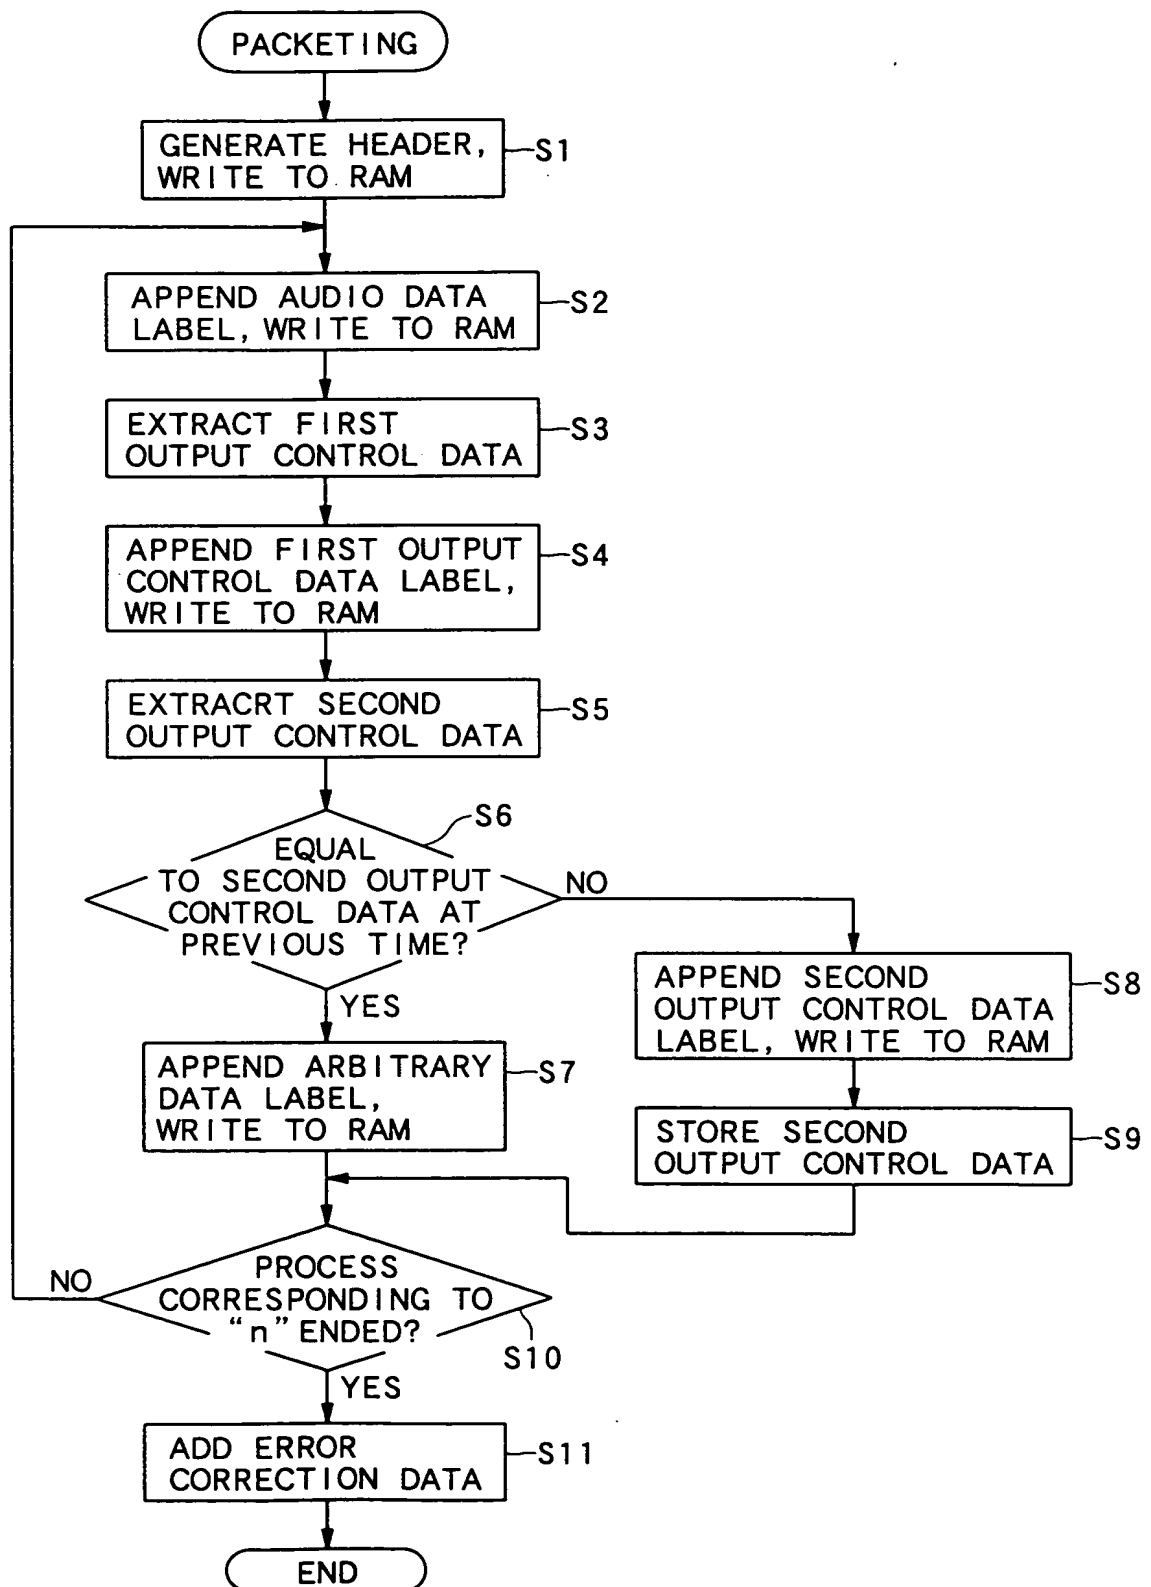 PACKETING
GENERATE HEADER,
WRITE TO RAM
S1
APPEND AUDIO DATA
LABEL, WRITE TO RAM
S2
EXTRACT FIRST
OUTPUT CONTROL DATA
S3
APPEND FIRST OUTPUT
CONTROL DATA LABEL,
WRITE TO RAM
S4
EXTRACRT SECOND
OUTPUT CONTROL DATA
S5
S6
EQUAL
TO SECOND OUTPUT
CONTROL DATA AT
PREVIOUS TIME?
NO
YES
APPEND SECOND
OUTPUT CONTROL DATA
LABEL, WRITE TO RAM
S8
APPEND ARBITRARY
DATA LABEL,
WRITE TO RAM
S7
STORE SECOND
OUTPUT CONTROL DATA
S9
PROCESS
CORRESPONDING TO
“n” ENDED?
NO
S10
YES
ADD ERROR
CORRECTION DATA
S11
END